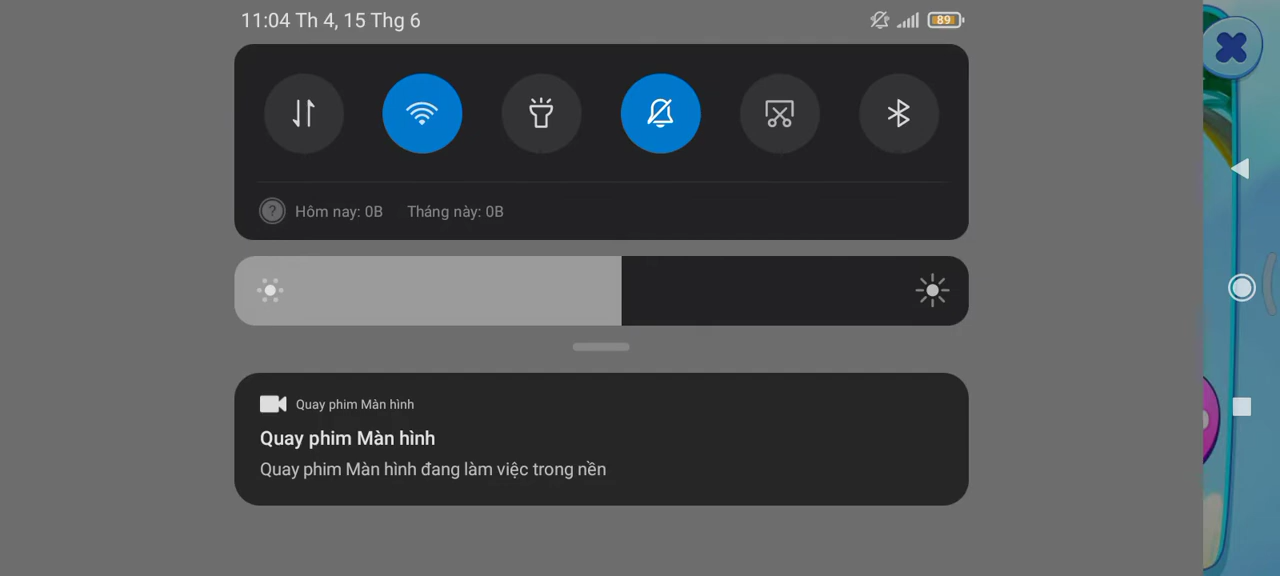 11:04 Th 4, 15 Thg 6
89
Hôm nay: 0B Tháng này: 0B
Quay phim Màn hình
Quay phim Màn hình
Quay phim Màn hình đang làm việc trong nền